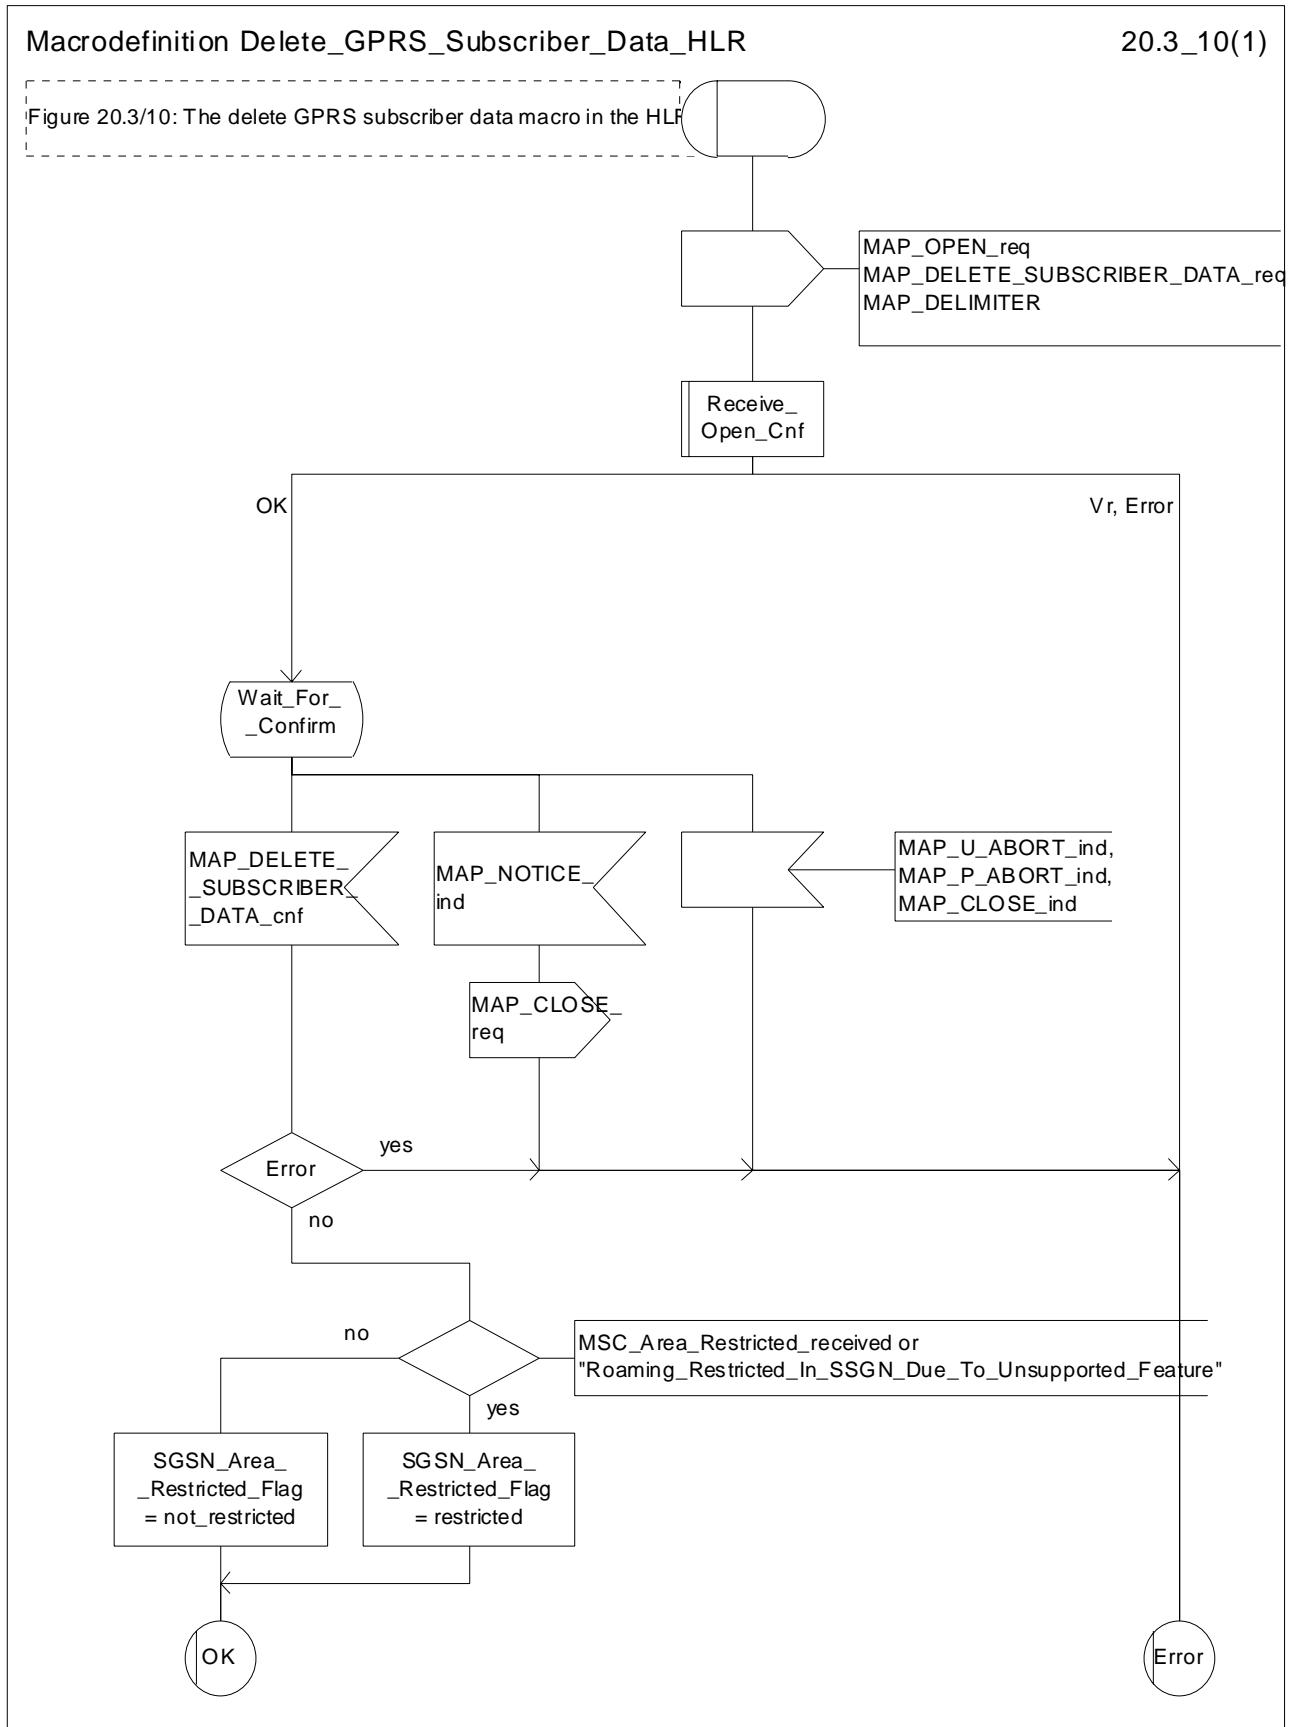 Macrodefinition Delete_GPRS_Subscriber_Data_HLR
20.3_10(1)
Figure 20.3/10: The delete GPRS subscriber data macro in the HLR
MAP_OPEN_req
MAP_DELETE_SUBSCRIBER_DATA_req
MAP_DELIMITER
Receive_
Open_Cnf
OK
Vr, Error
Wait_For_
_Confirm
MAP_DELETE_
_SUBSCRIBER_
_DATA_cnf
MAP_NOTICE_
ind
MAP_U_ABORT_ind,
MAP_P_ABORT_ind,
MAP_CLOSE_ind
MAP_CLOSE_
req
Error
yes
no
no
MSC_Area_Restricted_received or
"Roaming_Restricted_In_SSGN_Due_To_Unsupported_Feature"
yes
SGSN_Area_
_Restricted_Flag
= not_restricted
SGSN_Area_
_Restricted_Flag
= restricted
OK
Error